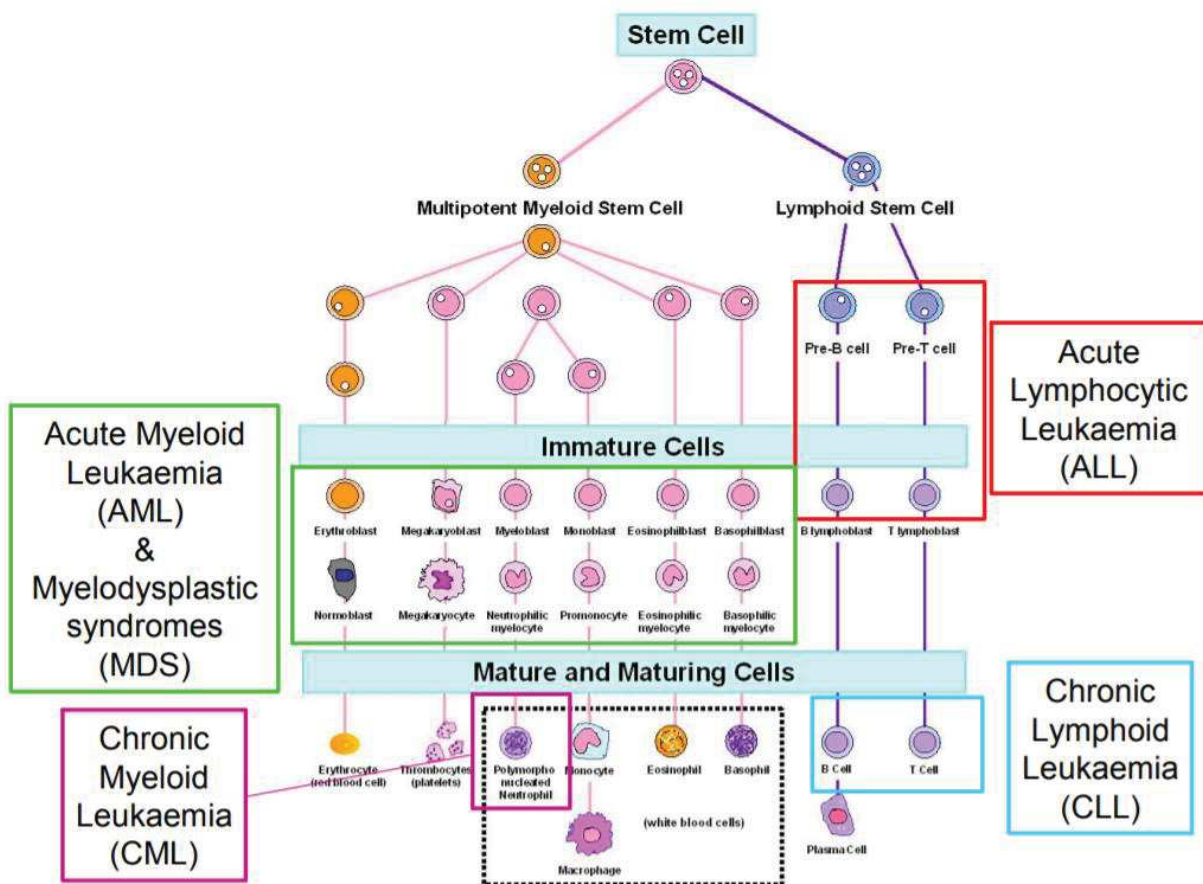 Stem Cell
Multipotent Myeloid Stem Cell
Lymphoid Stem Cell
Pre-B cell
Pre-T cell
Acute
Lymphocytic
Leukaemia
(ALL)
Acute Myeloid
Leukaemia
(AML)
&
Myelodysplastic
syndromes
(MDS)
Immature Cells
Erythroblast
Megakaryoblast
Myeloblast
Monoblast
Eosinophilblast
Basophilblast
B lymphoblast
T lymphoblast
Normoblast
Megakaryocyte
Neutrophilic
myelocyte
Promonocyte
Eosinophilic
myelocyte
Basophilic
myelocyte
Mature and Maturing Cells
Chronic
Myeloid
Leukaemia
(CML)
Erythrocyte
(red blood cell)
Thrombocytes
(platelets)
Polymorpho
nucleated
Neutrophil
Monocyte
Eosinophil
Basophil
B Cell
T Cell
Chronic
Lymphoid
Leukaemia
(CLL)
(white blood cells)
Macrophage
Plasma Cell